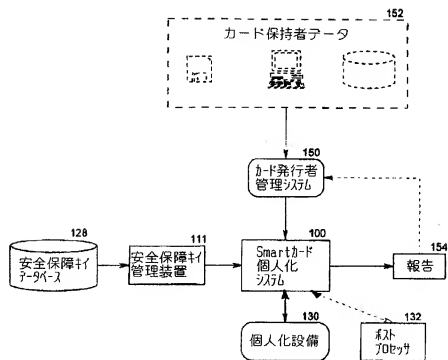 152
カード保持者データ
150
カード発行者
管理システム
128
安全保障キイ
データベース
111
安全保障キイ
管理装置
100
Smartカード
個人化
システム
154
報告
130
個人化設備
132
ポスト
プロセッサ